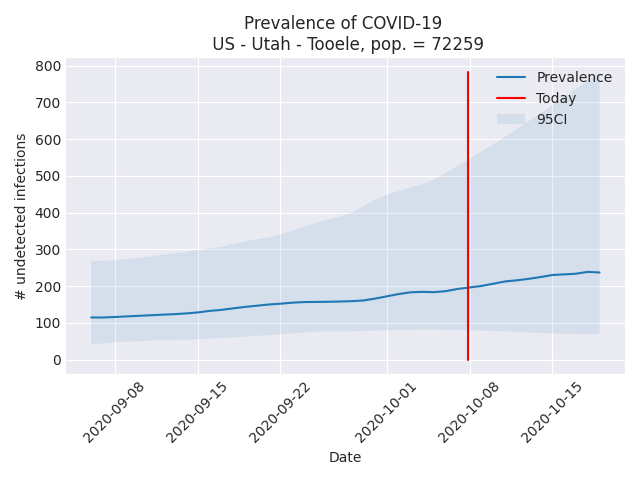 Prevalence of COVID-19
US - Utah - Tooele, pop. = 72259
# undetected infections
800
700
600
500
400
300
200
100
0
Prevalence
Today
95CI
2020-09-08
2020-09-15
2020-09-22
2020-10-01
2020-10-08
2020-10-15
Date